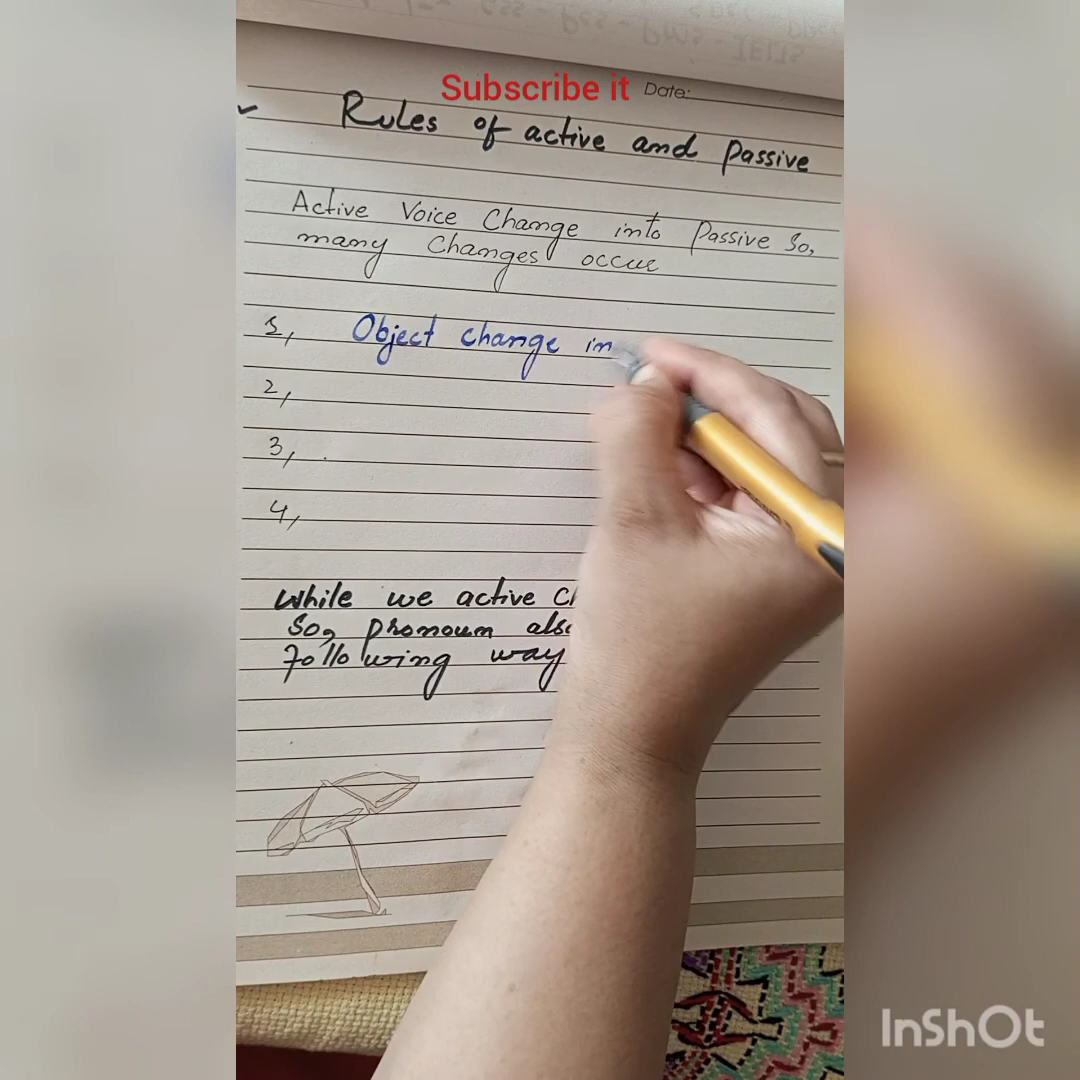 Subscribe it
Date:
Rules of active and passive
Active Voice Change into Passive So,
many Changes occur
1,
Object change in
2,
3,
4,
While we active
So, pronoun also
following way
InShOt